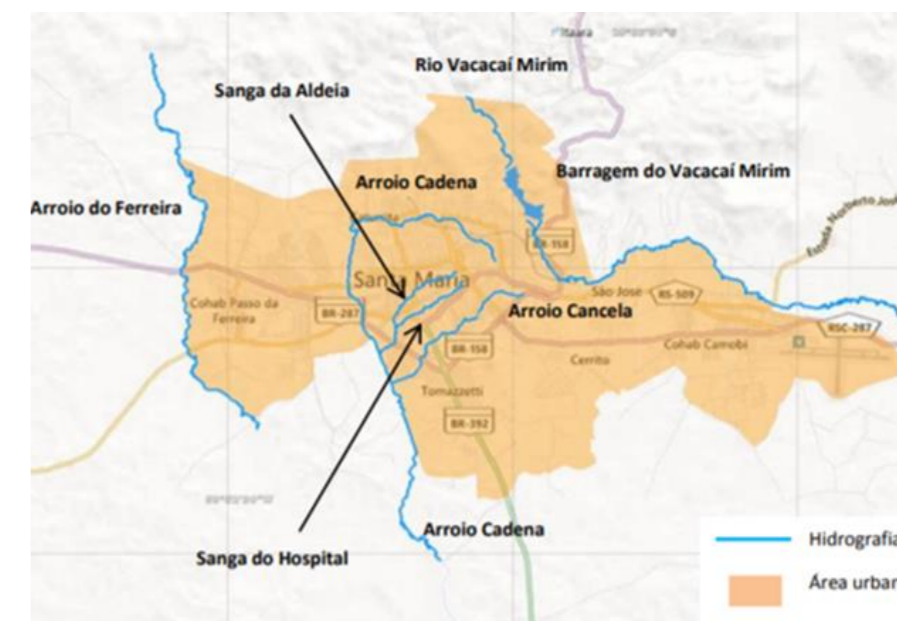 Itaara
Rio Vacacaí Mirim
Sanga da Aldeia
Barragem do Vacacaí Mirim
Arroio Cadena
Arroio do Ferreira
BR-158
Santa Maria
São José
RS-509
Cohab Passo da
Ferreira
BR-287
Arroio Cancela
RSC-287
BR-158
Cohab Camobi
Cerrito
Tomazzetti
BR-392
Arroio Cadena
Sanga do Hospital
Hidrografia
Área urban